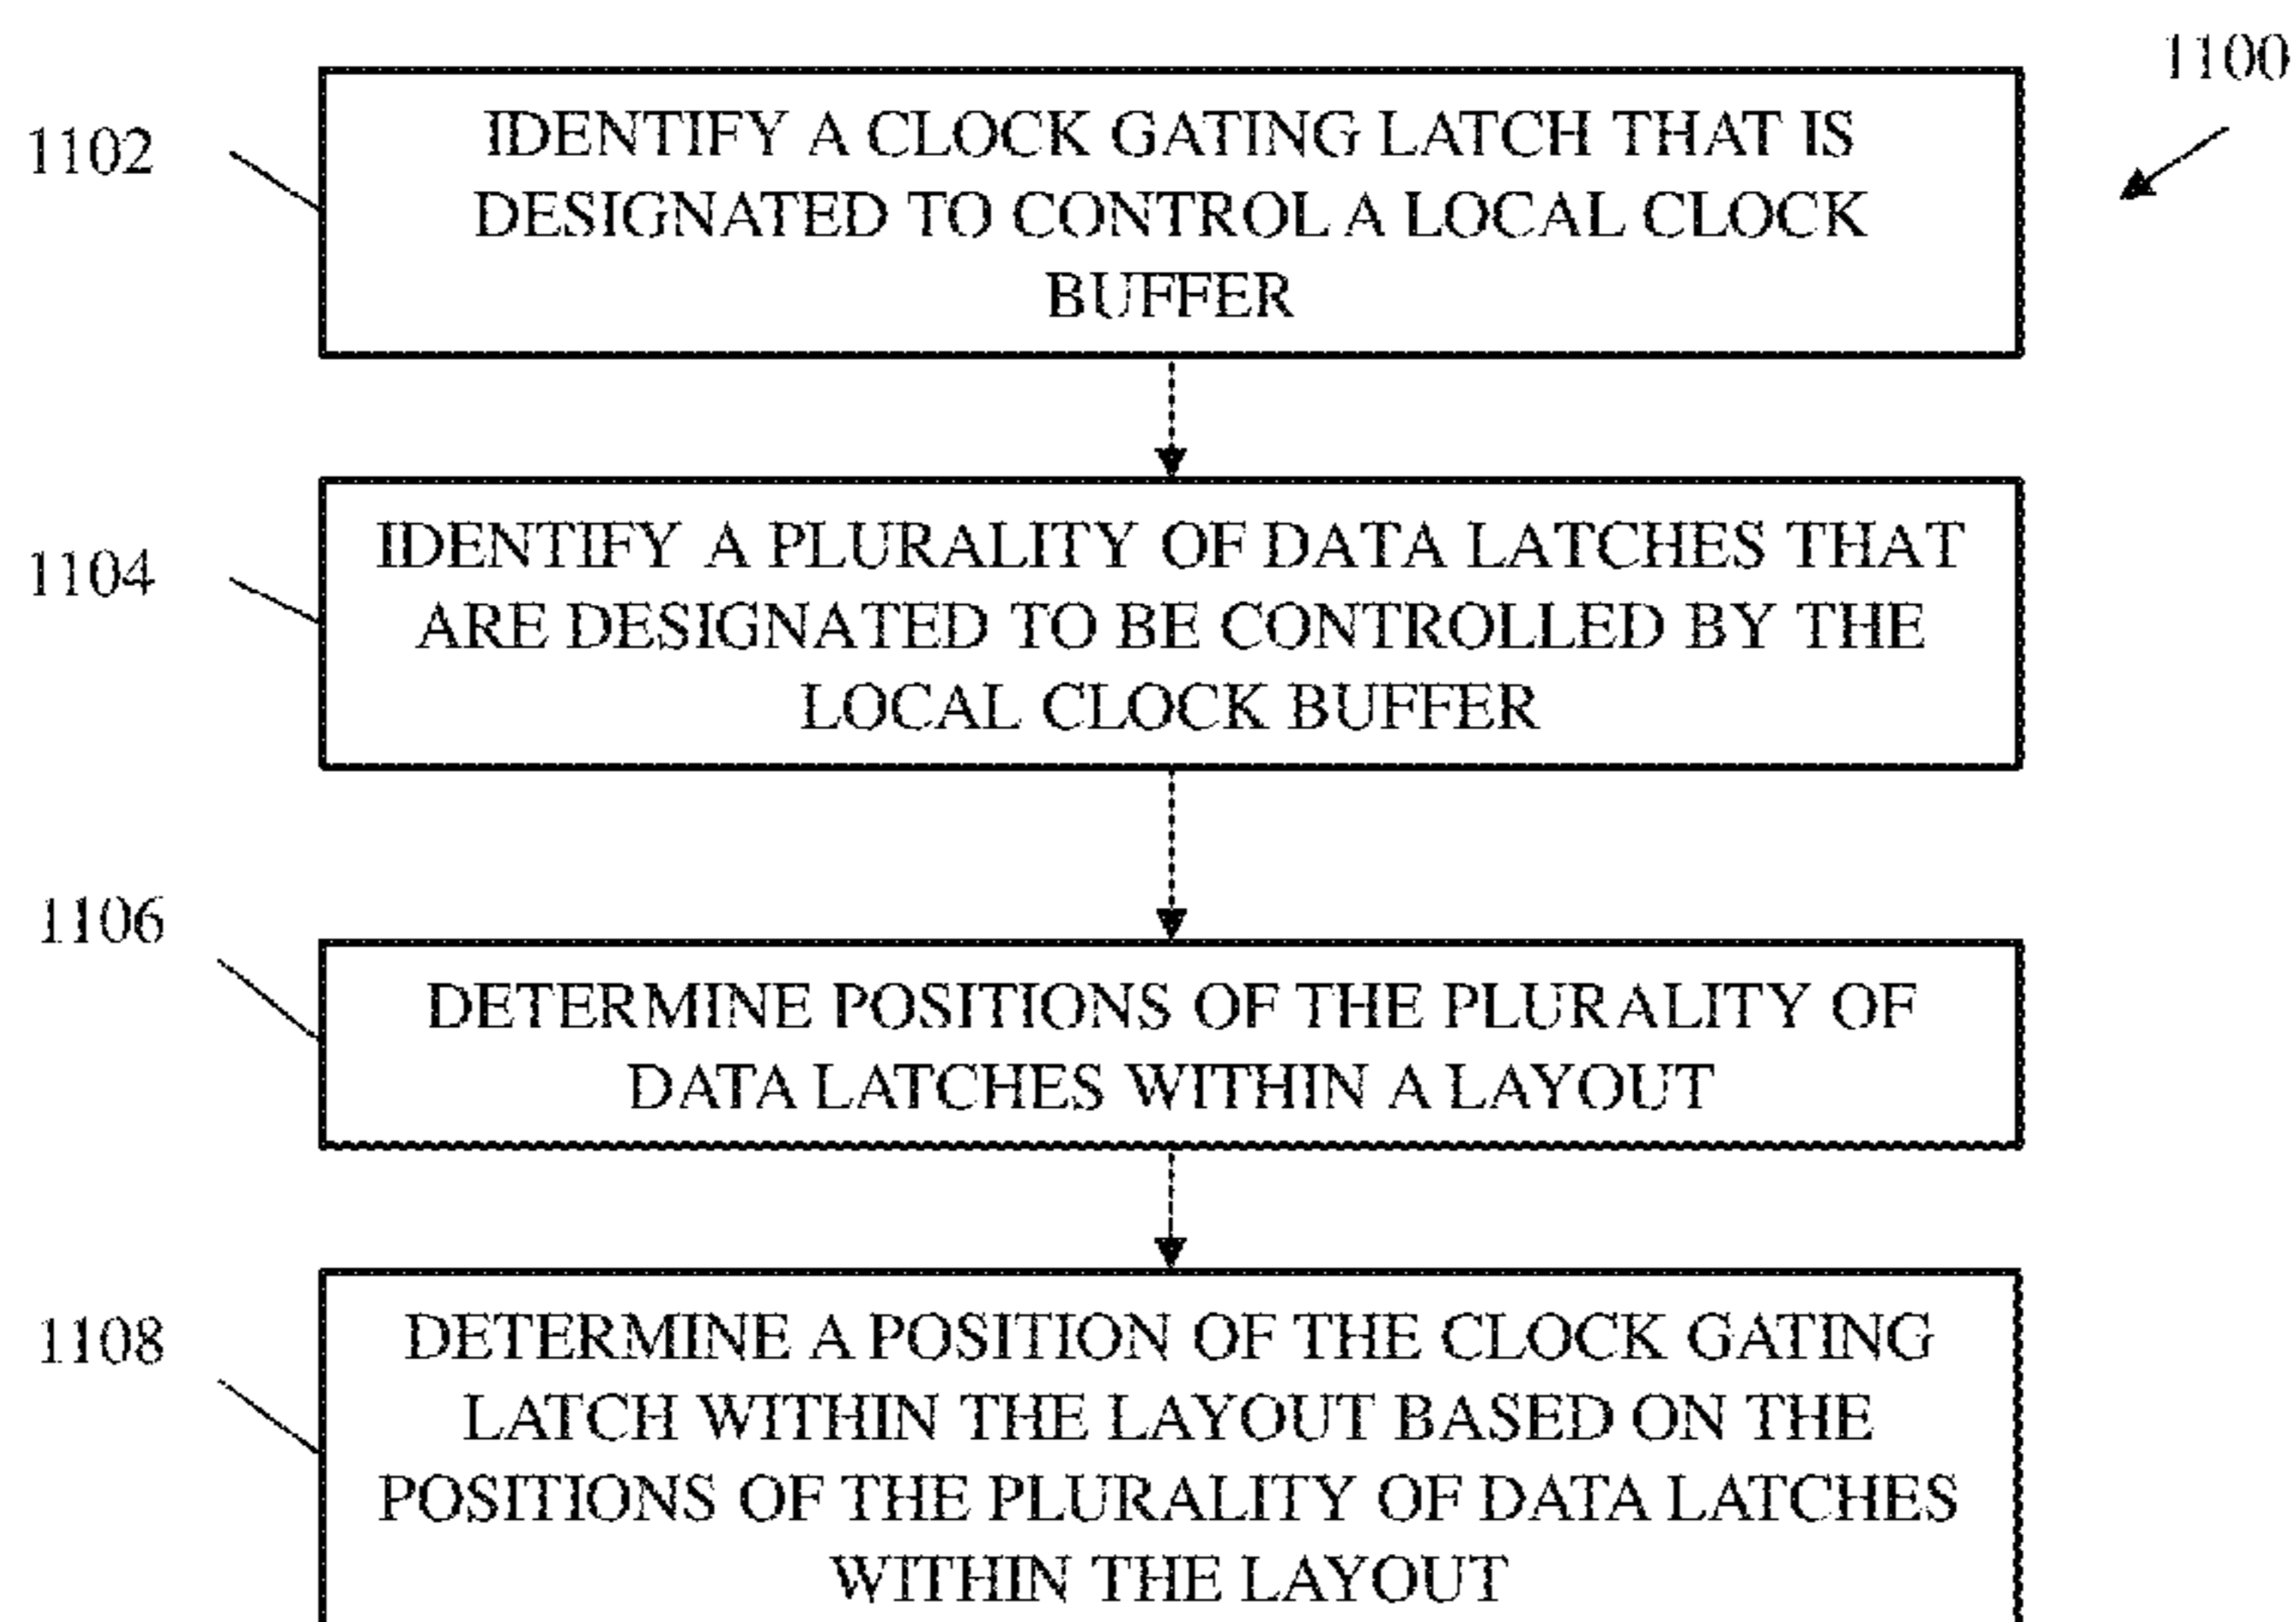 1100
1102
IDENTIFY A CLOCK GATING LATCH THAT IS
DESIGNATED TO CONTROL A LOCAL CLOCK
BUFFER
1104
IDENTIFY A PLURALITY OF DATA LATCHES THAT
ARE DESIGNATED TO BE CONTROLLED BY THE
LOCAL CLOCK BUFFER
1106
DETERMINE POSITIONS OF THE PLURALITY OF
DATA LATCHES WITHIN A LAYOUT
1108
DETERMINE A POSITION OF THE CLOCK GATING
LATCH WITHIN THE LAYOUT BASED ON THE
POSITIONS OF THE PLURALITY OF DATA LATCHES
WITHIN THE LAYOUT